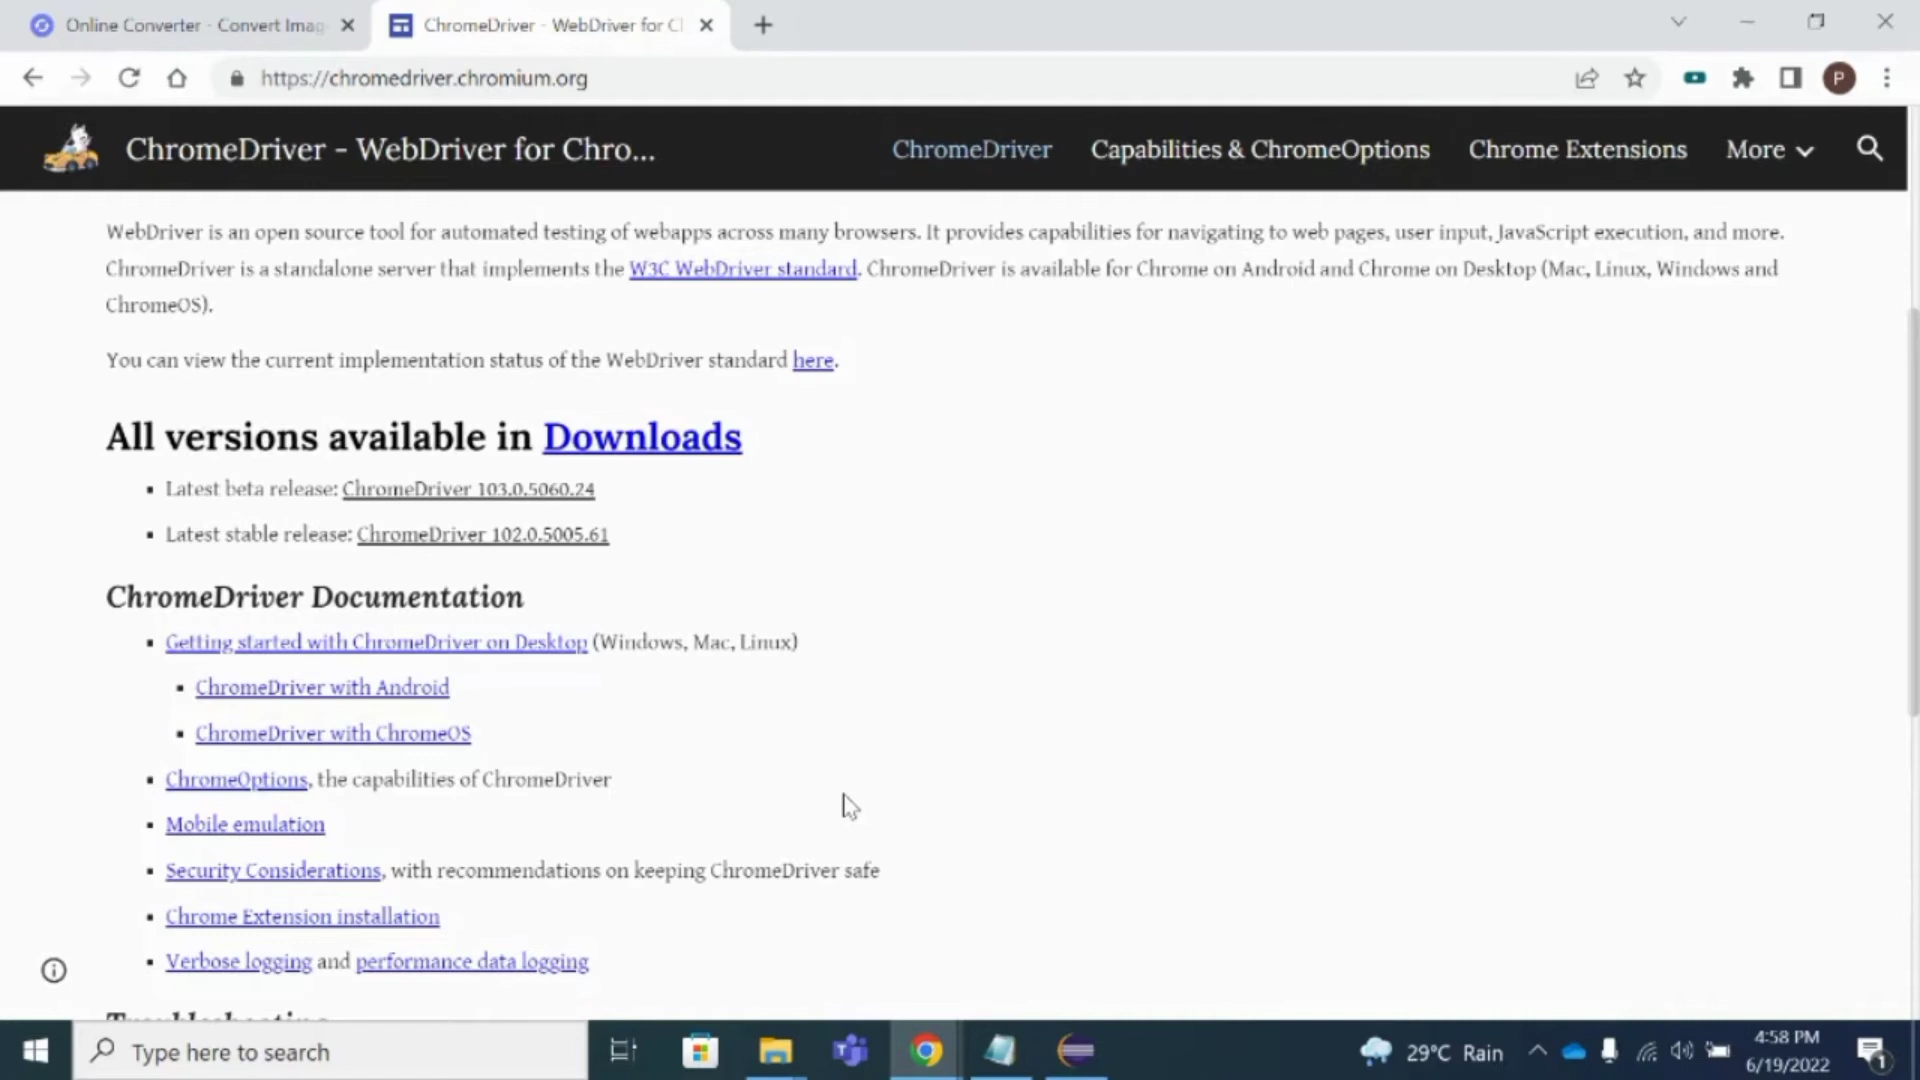 Online Converter - Convert Imag
ChromeDriver - WebDriver for C
https://chromedriver.chromium.org
P
ChromeDriver - WebDriver for Chro...
ChromeDriver
Capabilities & ChromeOptions
Chrome Extensions
More
WebDriver is an open source tool for automated testing of webapps across many browsers. It provides capabilities for navigating to web pages, user input, JavaScript execution, and more.
ChromeDriver is a standalone server that implements the W3C WebDriver standard. ChromeDriver is available for Chrome on Android and Chrome on Desktop (Mac, Linux, Windows and
ChromeOS).
You can view the current implementation status of the WebDriver standard here.
All versions available in Downloads
Latest beta release: ChromeDriver 103.0.5060.24
Latest stable release: ChromeDriver 102.0.5005.61
ChromeDriver Documentation
Getting started with ChromeDriver on Desktop (Windows, Mac, Linux)
ChromeDriver with Android
ChromeDriver with ChromeOS
ChromeOptions, the capabilities of ChromeDriver
Mobile emulation
Security Considerations, with recommendations on keeping ChromeDriver safe
Chrome Extension installation
Verbose logging and performance data logging
Type here to search
29°C Rain
4:58 PM
6/19/2022
1